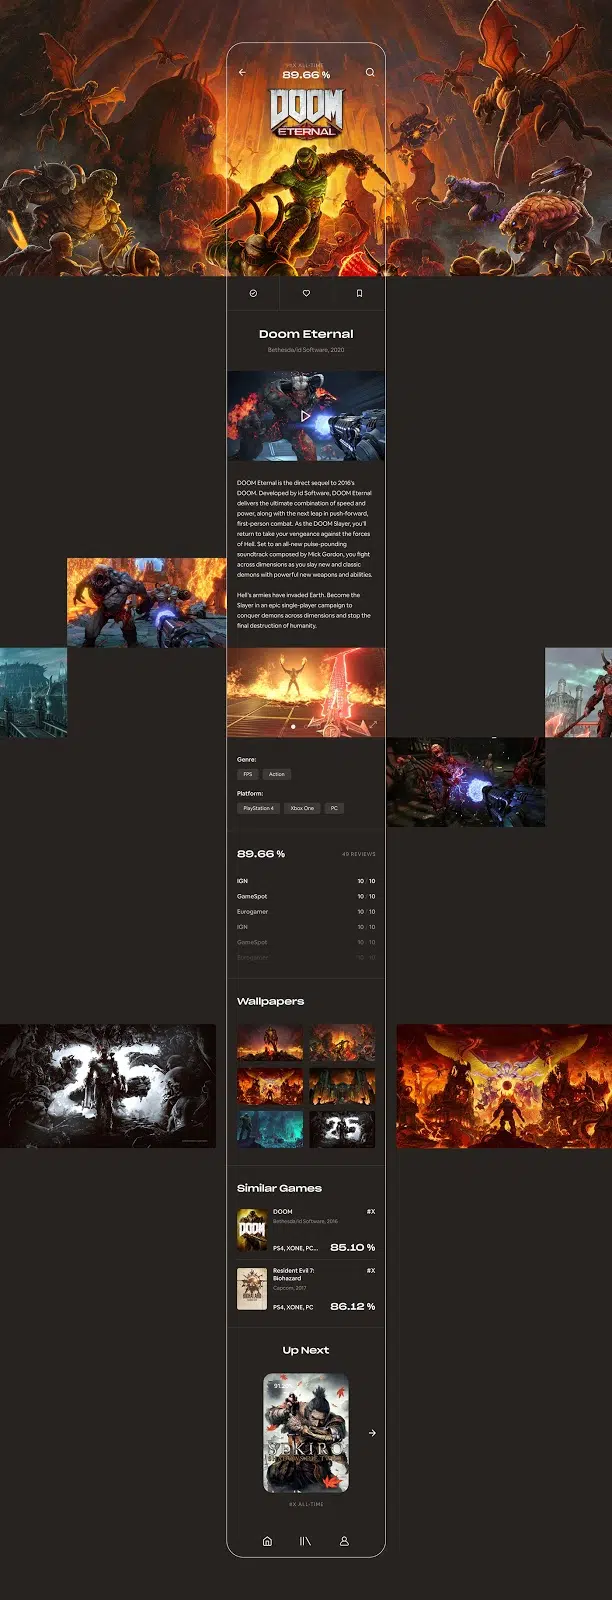 #X ALL-TIME
89.66 %
DOOM
ETERNAL
Doom Eternal
Bethesda/id Software, 2020
DOOM Eternal is the direct sequel to 2016's
DOOM. Developed by id Software, DOOM Eternal
delivers the ultimate combination of speed and
power, along with the next leap in push-forward,
first-person combat. As the DOOM Slayer, you'll
return to take your vengeance against the forces
of Hell. Set to an all-new pulse-pounding
soundtrack composed by Mick Gordon, you fight
across dimensions as you slay new and classic
demons with powerful new weapons and abilities.
Hell's armies have invaded Earth. Become the
Slayer in an epic single-player campaign to
conquer demons across dimensions and stop the
final destruction of humanity.
Genre:
FPS Action
Platform:
PlayStation 4 Xbox One PC
89.66 % 49 REVIEWS
IGN 10 / 10
GameSpot 10 / 10
Eurogamer 10 / 10
IGN 10 / 10
GameSpot 10 / 10
Eurogamer 10 / 10
Wallpapers
25
25
Similar Games
DOOM
DOOM #X
Bethesda/id Software, 2016
PS4, XONE, PC... 85.10 %
Resident Evil 7: #X
Biohazard
Capcom, 2017
BIOHAZARD
PS4, XONE, PC 86.12 %
Up Next
SEKIRO
#X ALL-TIME